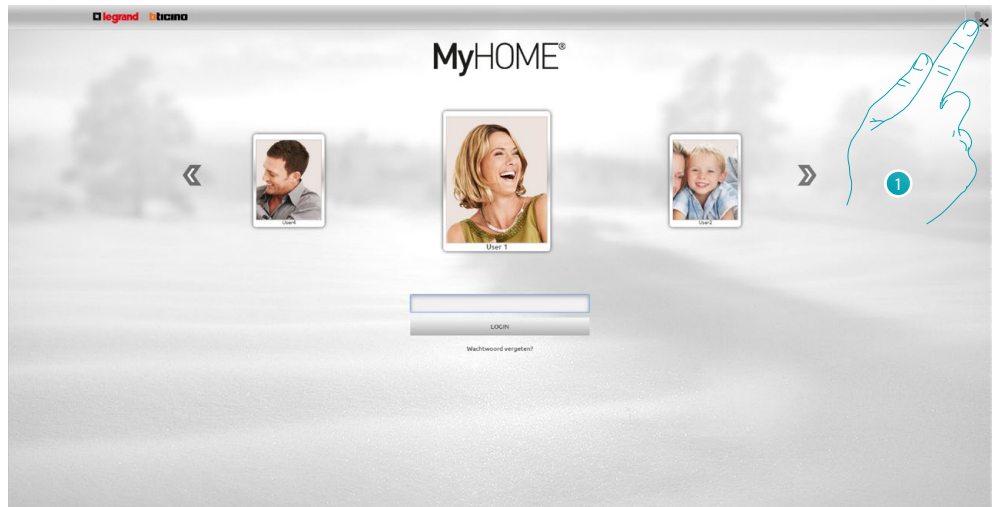 legrand bticino
MyHOME®
User4
User 1
User2
1
LOGIN
Wachtwoord vergeten?